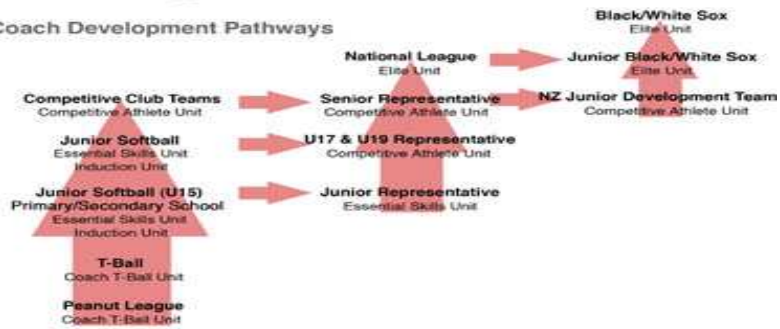 Coach Development Pathways
Black/White Sox
Elite Unit
National League
Elite Unit
Junior Black/White Sox
Elite Unit
Competitive Club Teams
Competitive Athlete Unit
Senior Representative
Competitive Athlete Unit
NZ Junior Development Team
Competitive Athlete Unit
Junior Softball
Essential Skills Unit
Induction Unit
U17 & U19 Representative
Competitive Athlete Unit
Junior Softball (U15)
Primary/Secondary School
Essential Skills Unit
Induction Unit
Junior Representative
Essential Skills Unit
T-Ball
Coach T-Ball Unit
Peanut League
Coach T-Ball Unit